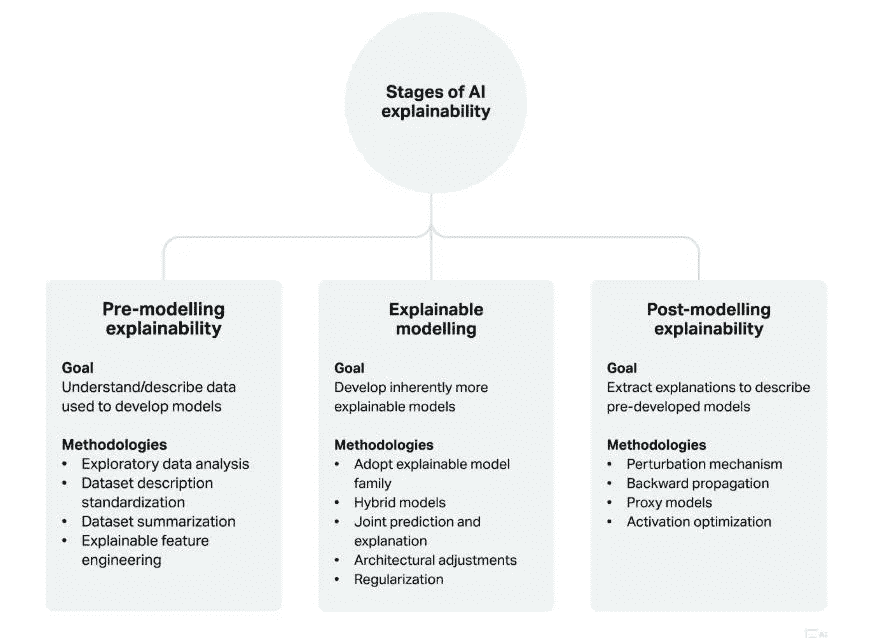 Stages of AI
explainability
Pre-modelling
explainability
Goal
Understand/describe data
used to develop models
Methodologies
• Exploratory data analysis
• Dataset description
standardization
• Dataset summarization
• Explainable feature
engineering
Explainable
modelling
Goal
Develop inherently more
explainable models
Methodologies
• Adopt explainable model
family
• Hybrid models
• Joint prediction and
explanation
• Architectural adjustments
• Regularization
Post-modelling
explainability
Goal
Extract explanations to describe
pre-developed models
Methodologies
• Perturbation mechanism
• Backward propagation
• Proxy models
• Activation optimization